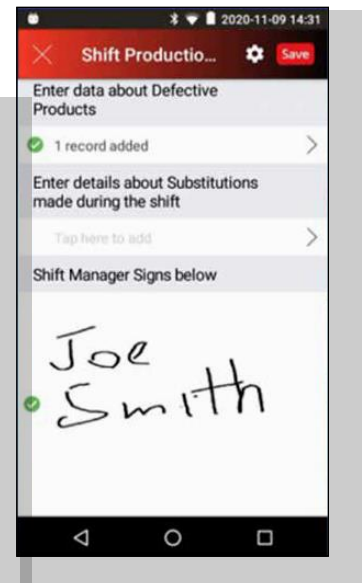 2020-11-09 14:31
Shift Productio... Save
Enter data about Defective
Products
1 record added
Enter details about Substitutions
made during the shift
Tap here to add
Shift Manager Signs below
Joe
Smith